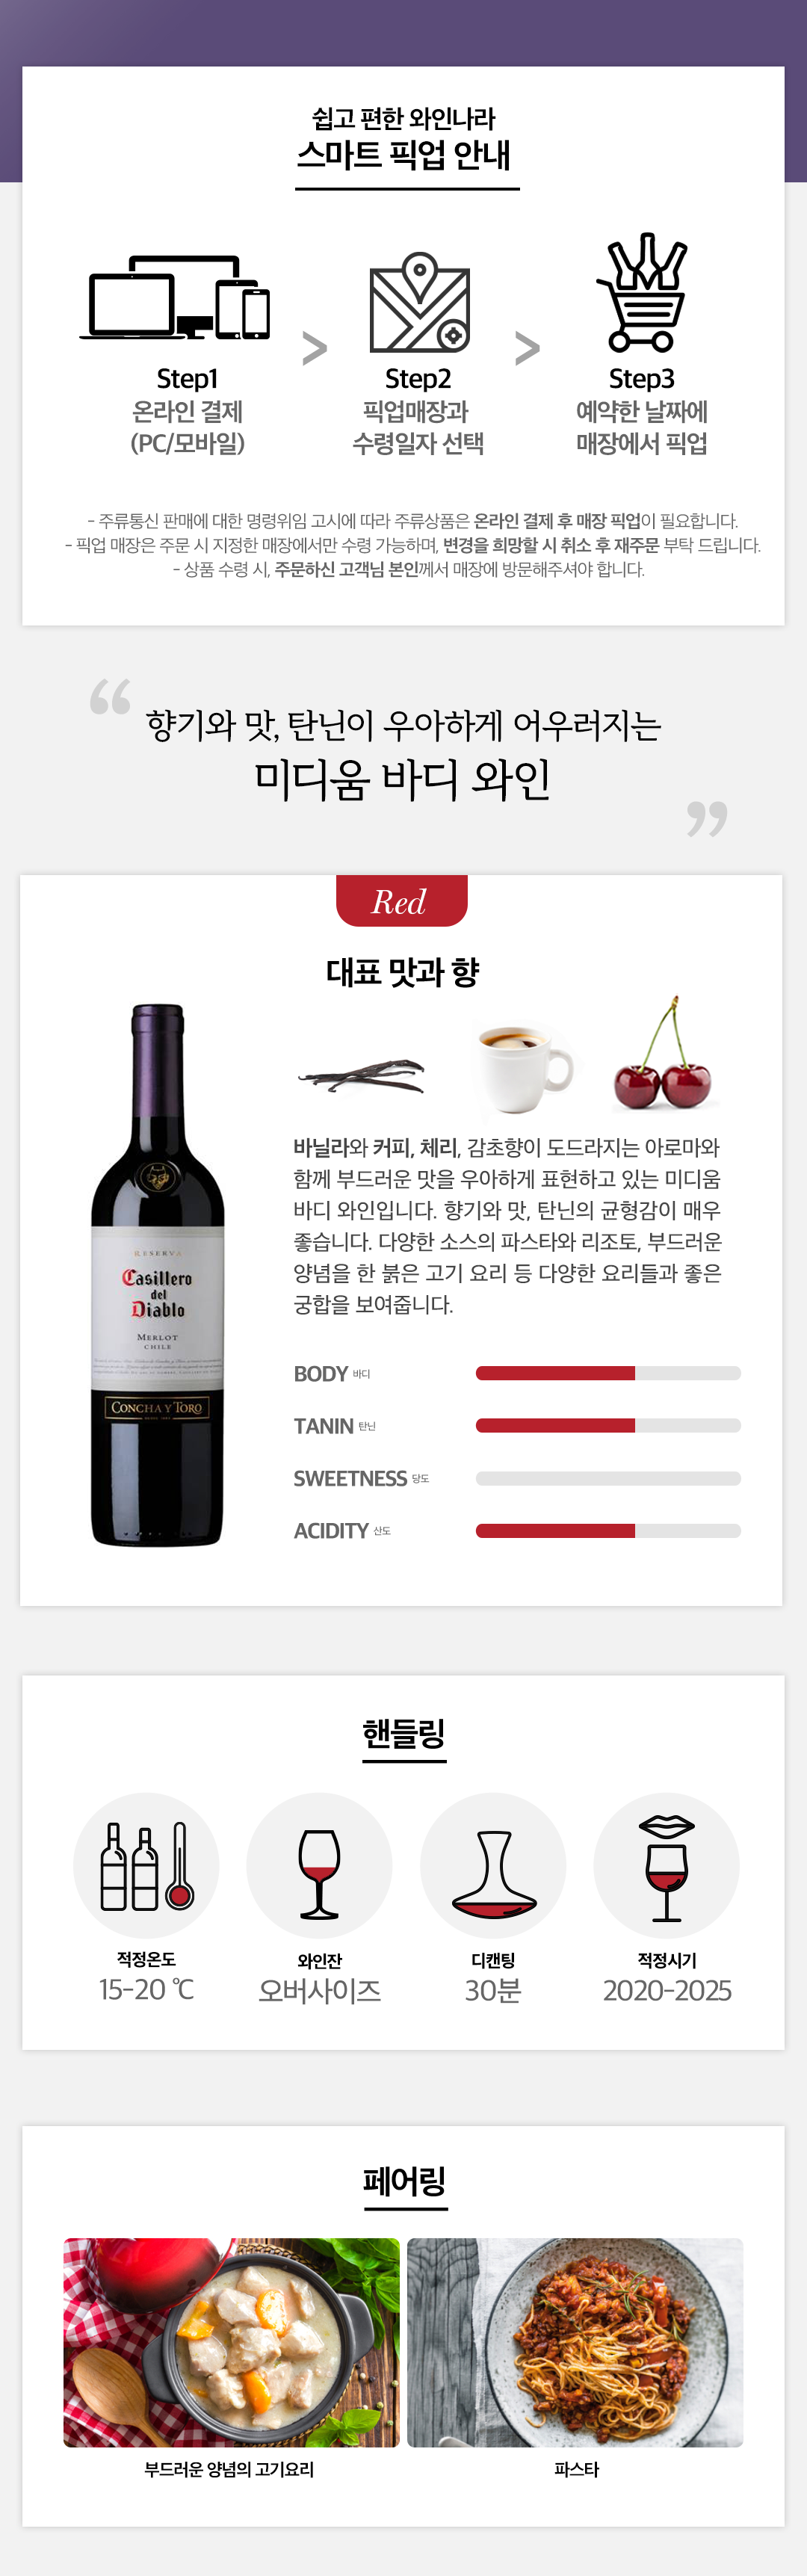 쉽고 편한 와인나라
스마트 픽업 안내
Step1
온라인 결제
(PC/모바일)
>
Step2
픽업매장과
수령일자 선택
>
Step3
예약한 날짜에
매장에서 픽업
- 주류통신 판매에 대한 명령위임 고시에 따라 주류상품은 온라인 결제 후 매장 픽업이 필요합니다.
- 픽업 매장은 주문 시 지정한 매장에서만 수령 가능하며, 변경을 희망할 시 취소 후 재주문 부탁 드립니다.
- 상품 수령 시, 주문하신 고객님 본인께서 매장에 방문해주셔야 합니다.
“ 향기와 맛, 탄닌이 우아하게 어우러지는
미디움 바디 와인 ”
Red
대표 맛과 향
바닐라와 커피, 체리, 감초향이 도드라지는 아로마와
함께 부드러운 맛을 우아하게 표현하고 있는 미디움
바디 와인입니다. 향기와 맛, 탄닌의 균형감이 매우
좋습니다. 다양한 소스의 파스타와 리조토, 부드러운
양념을 한 붉은 고기 요리 등 다양한 요리들과 좋은
궁합을 보여줍니다.
RESERVA
Casillero
del
Diablo
MERLOT
CHILE
CONCHA Y TORO
BODY 바디
TANIN 탄닌
SWEETNESS 당도
ACIDITY 산도
핸들링
적정온도
15-20 ℃
와인잔
오버사이즈
디캔팅
30분
적정시기
2020-2025
페어링
부드러운 양념의 고기요리
파스타